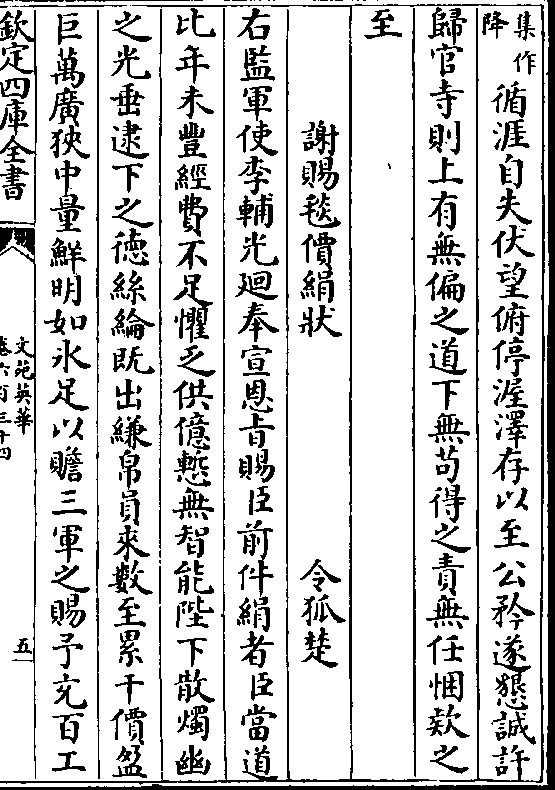 集作
降
循涯自失伏望俯停渥澤存以至公矜遂懇誠許
歸官寺則上有無偏之道下無苟得之責無任悃欵之
至
謝賜毯價絹狀　令狐楚
右監軍使李輔光廻奉宣恩㫖賜臣前件絹者臣當道
比年未豐經費不足懼乏供億慙無智能陛下散燭幽
之光垂逮下之徳絲綸既出縑帛員來數至累千價盈
巨萬廣狹中量鮮明如氷足以贍三軍之賜予充百工
欽定四庫全書
文苑英華
卷六百三十四
五